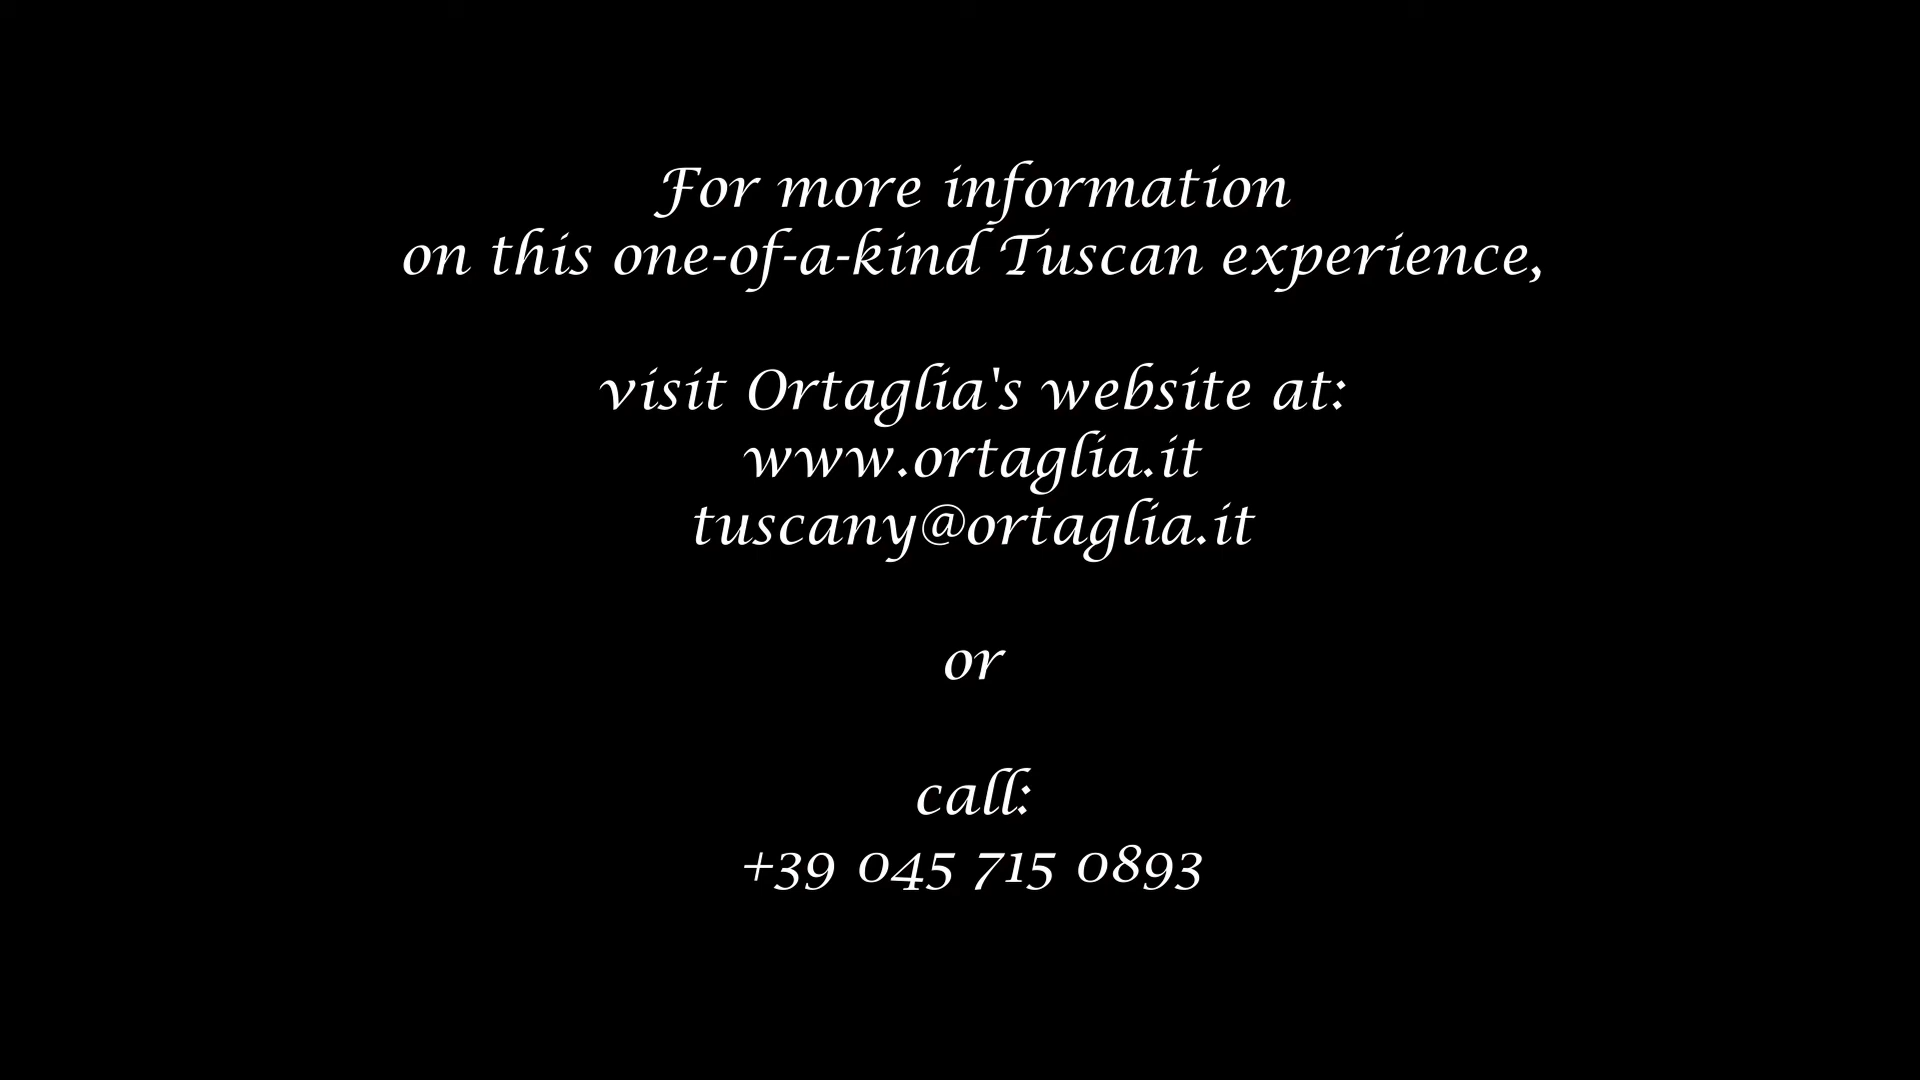 For more information
on this one-of-a-kind Tuscan experience,
visit Ortaglia's website at:
www.ortaglia.it
tuscany@ortaglia.it
or
call:
+39 045 715 0893